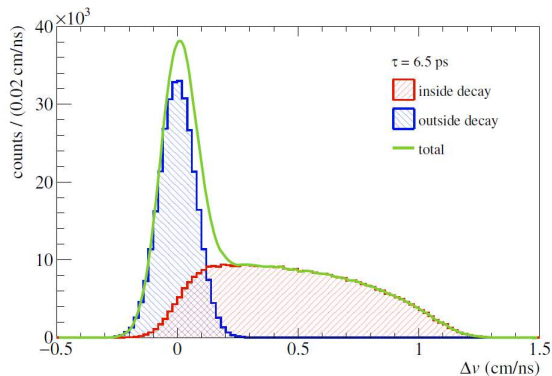 40×10³
30
20
10
0
counts / (0.02 cm/ns)
τ = 6.5 ps
inside decay
outside decay
total
−0.5
0
0.5
1
1.5
Δv (cm/ns)